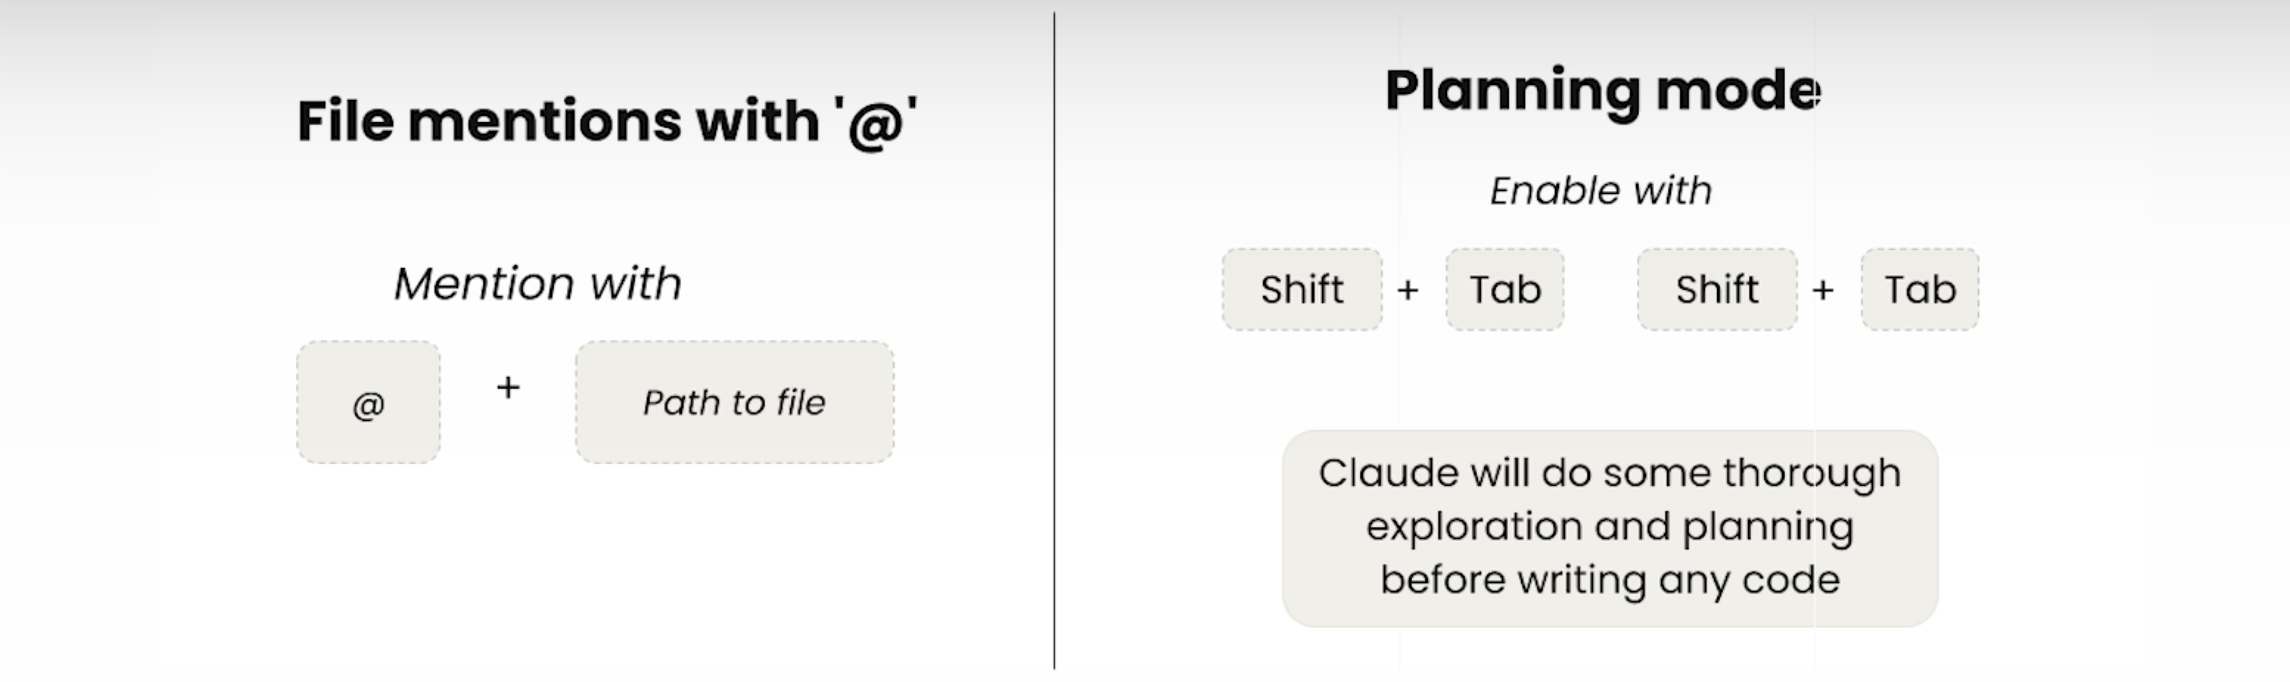 File mentions with '@'
Mention with
@ + Path to file
Planning mode
Enable with
Shift + Tab Shift + Tab
Claude will do some thorough
exploration and planning
before writing any code